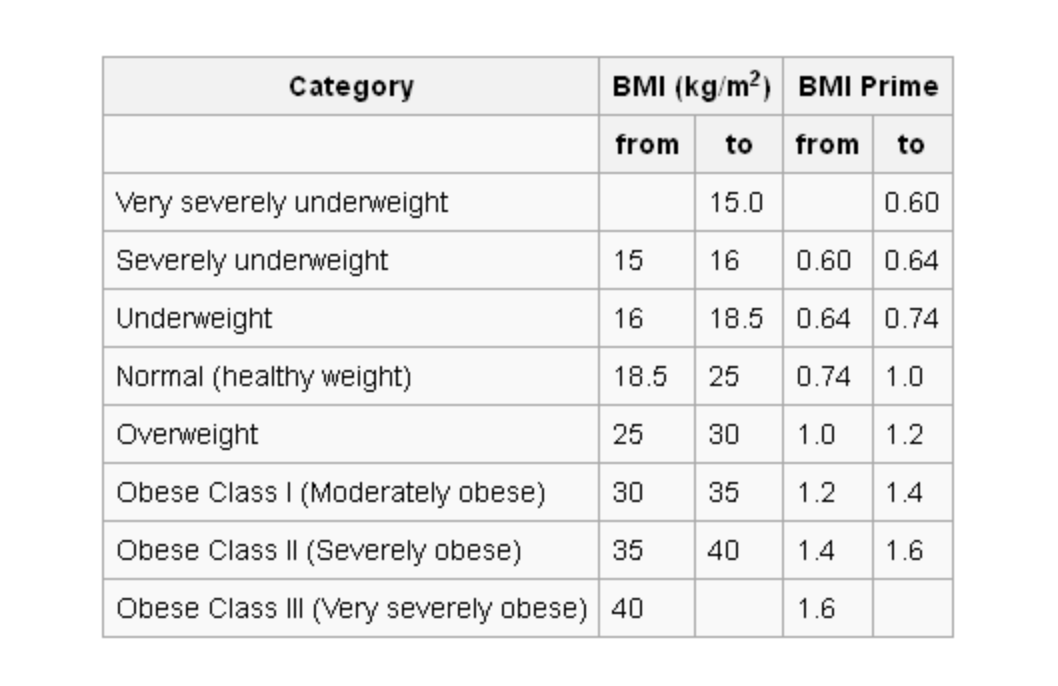 Category BMI (kg/m²) BMI Prime
from to from to
Very severely underweight 15.0 0.60
Severely underweight 15 16 0.60 0.64
Underweight 16 18.5 0.64 0.74
Normal (healthy weight) 18.5 25 0.74 1.0
Overweight 25 30 1.0 1.2
Obese Class I (Moderately obese) 30 35 1.2 1.4
Obese Class II (Severely obese) 35 40 1.4 1.6
Obese Class III (Very severely obese) 40 1.6